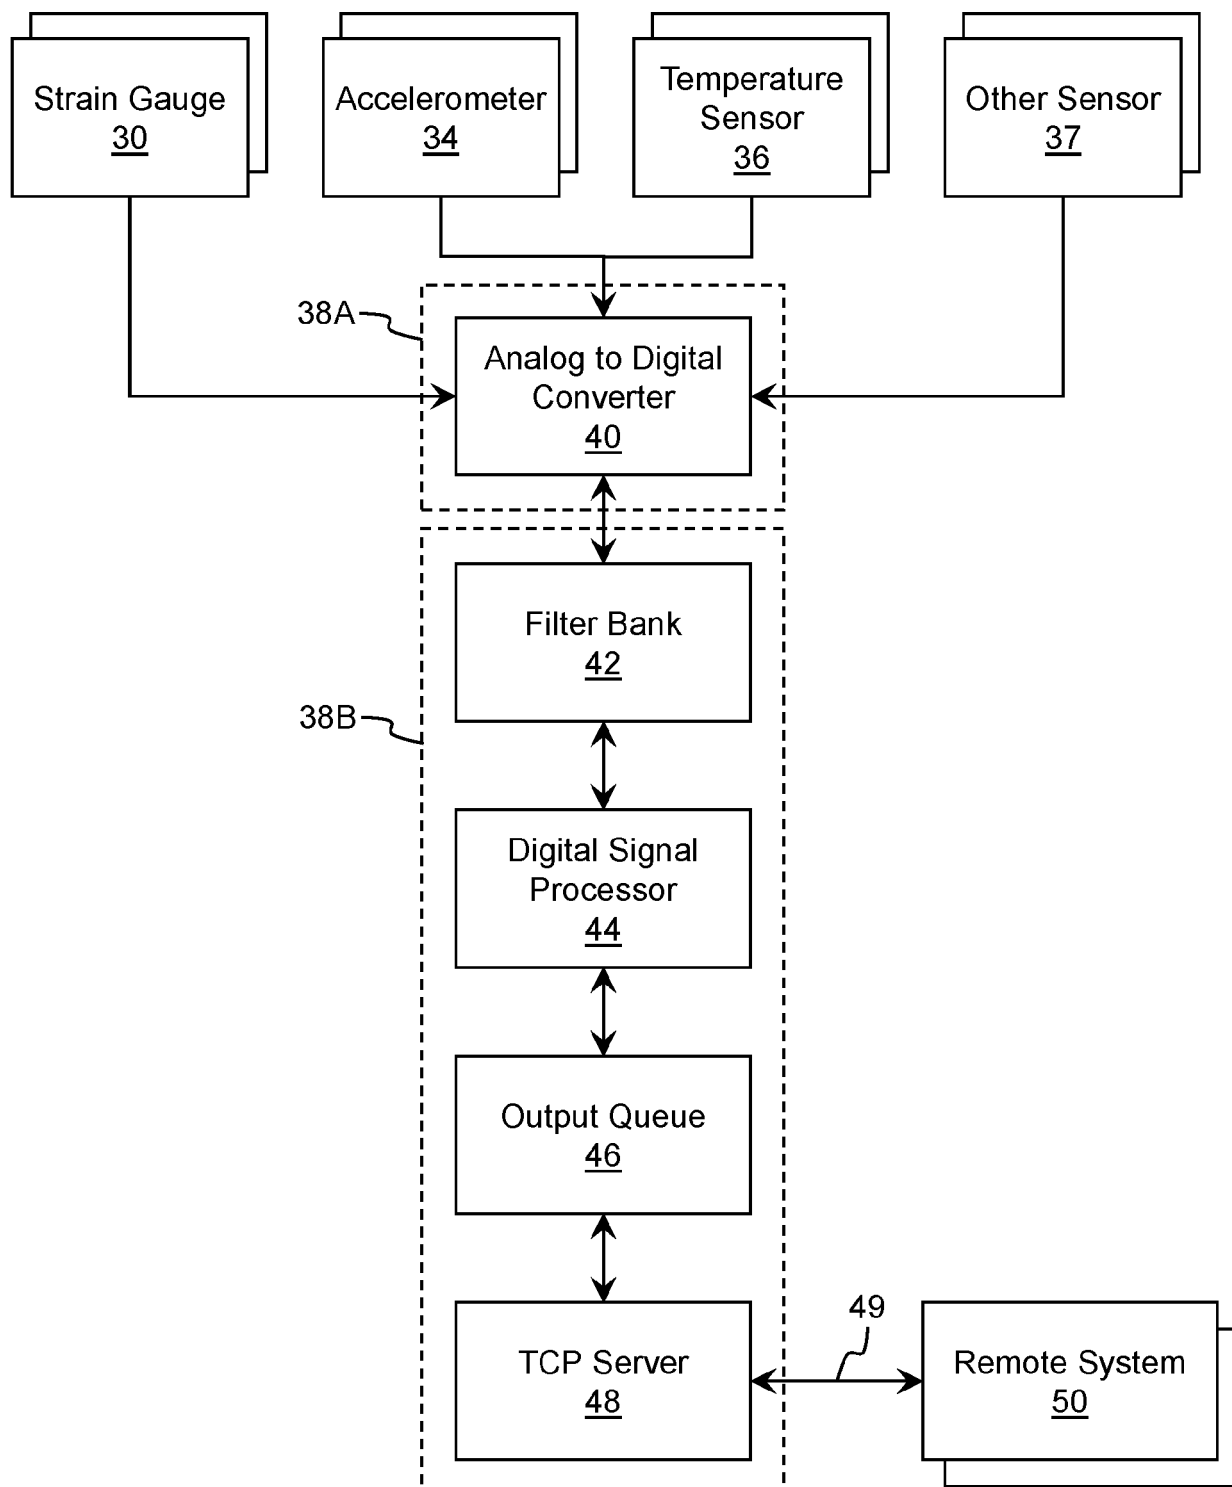 Strain Gauge
30
Accelerometer
34
Temperature
Sensor
36
Other Sensor
37
38A
Analog to Digital
Converter
40
Filter Bank
42
38B
Digital Signal
Processor
44
Output Queue
46
49
TCP Server
48
Remote System
50